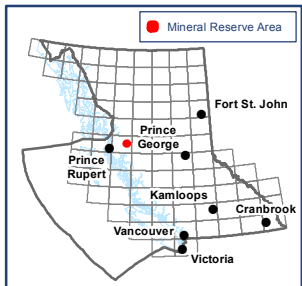 Mineral Reserve Area
Fort St. John
Prince
George
Prince
Rupert
Kamloops
Cranbrook
Vancouver
Victoria